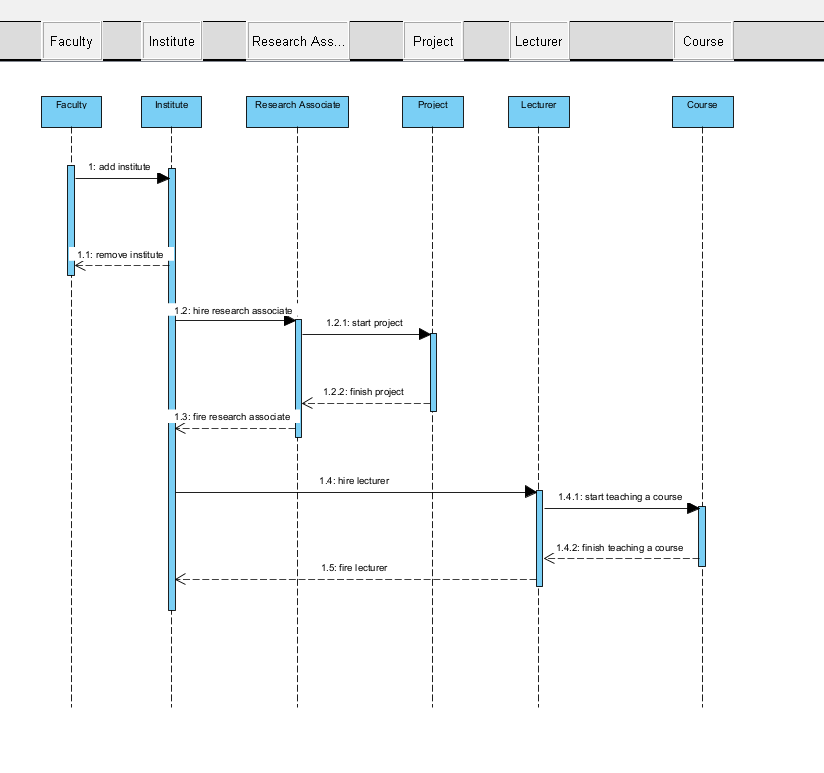 Faculty
Institute
Research Ass...
Project
Lecturer
Course
Faculty
Institute
Research Associate
Project
Lecturer
Course
1: add institute
1.1: remove institute
1.2: hire research associate
1.2.1: start project
1.2.2: finish project
1.3: fire research associate
1.4: hire lecturer
1.4.1: start teaching a course
1.4.2: finish teaching a course
1.5: fire lecturer